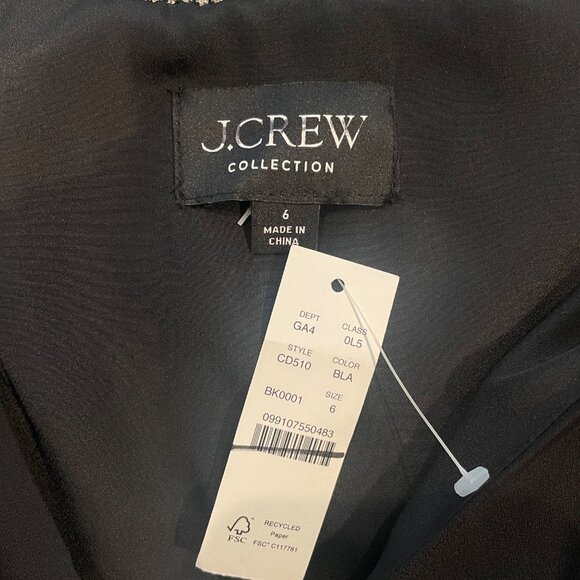 J.CREW
COLLECTION
6
MADE IN
CHINA
DEPT CLASS
GA4 0L5
STYLE COLOR
CD510 BLA
BK0001 SIZE
6
099107550483
FSC
RECYCLED
Paper
FSC™ C117781